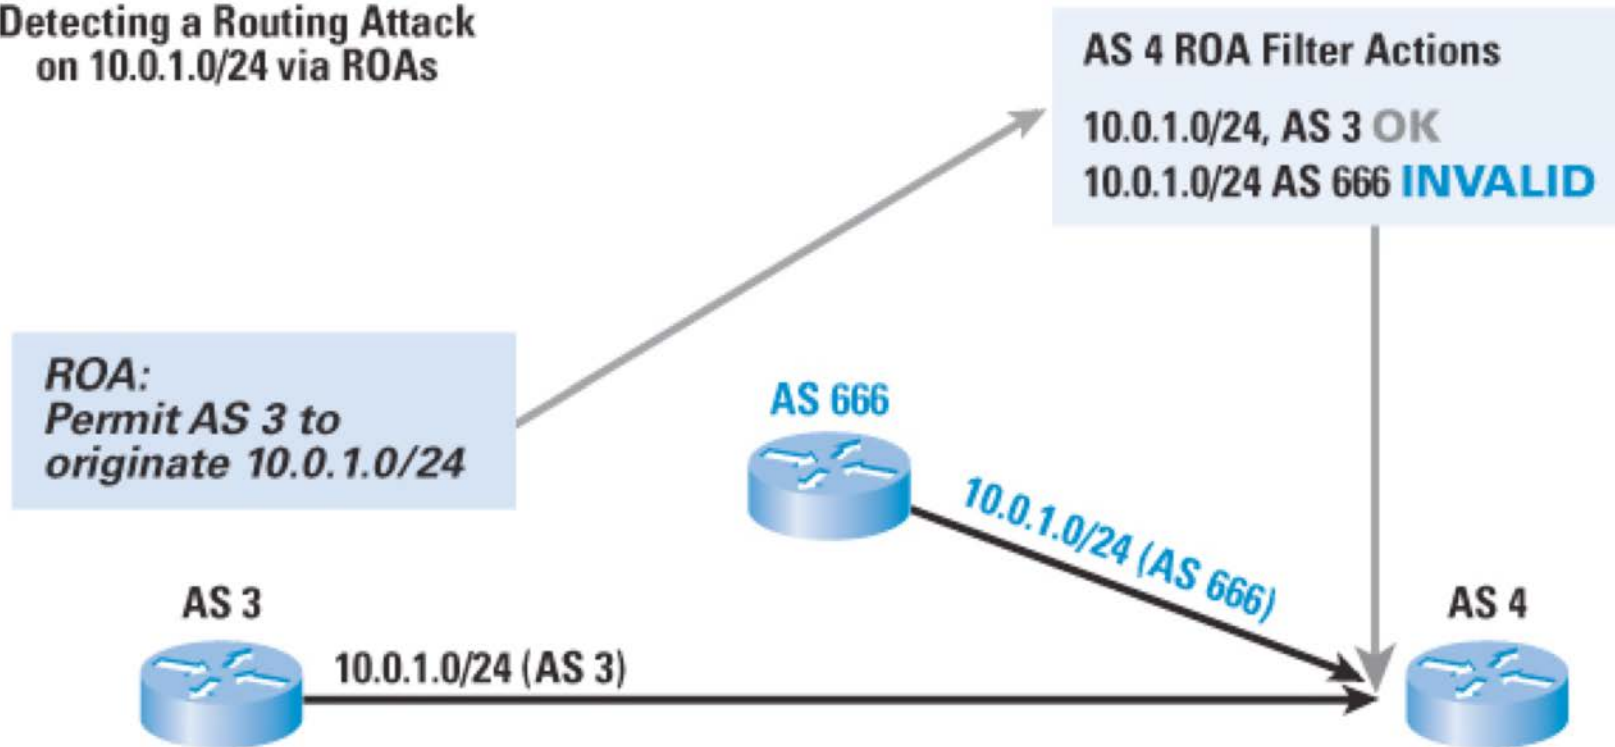 Detecting a Routing Attack
on 10.0.1.0/24 via ROAs
AS 4 ROA Filter Actions
10.0.1.0/24, AS 3 OK
10.0.1.0/24 AS 666 INVALID
ROA:
Permit AS 3 to
originate 10.0.1.0/24
AS 666
10.0.1.0/24 (AS 666)
AS 3
10.0.1.0/24 (AS 3)
AS 4